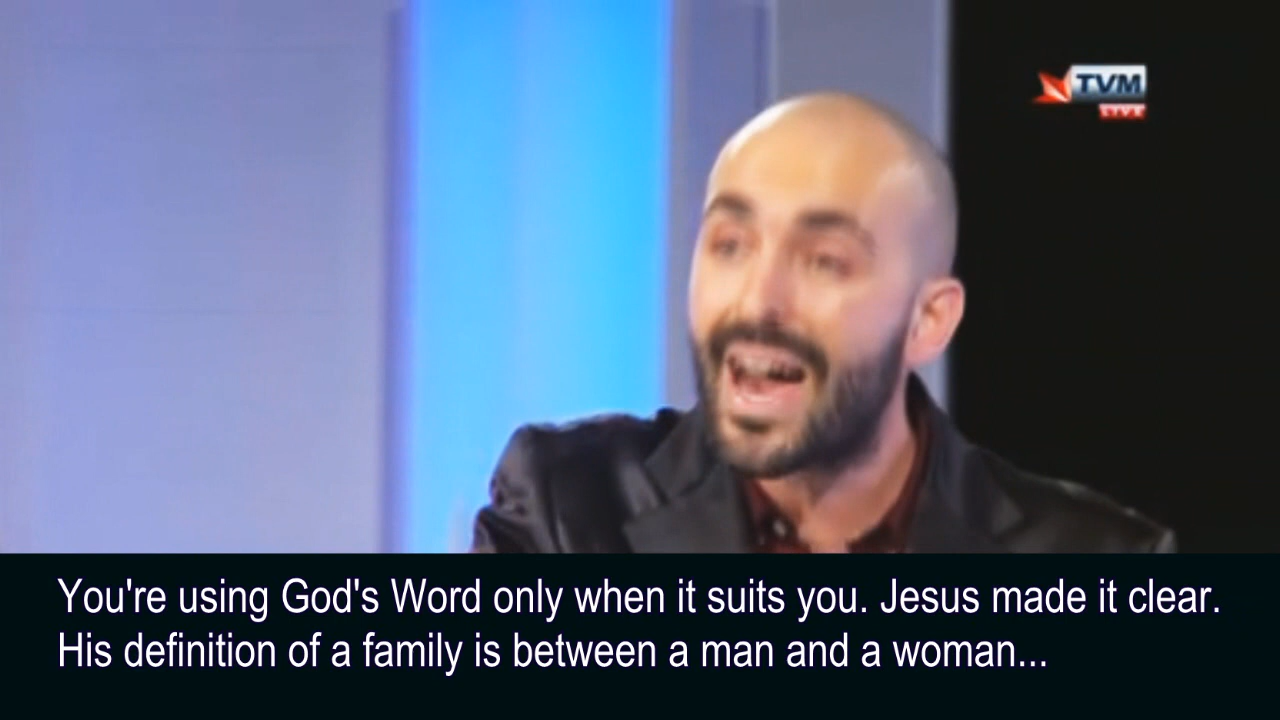 TVM
LIVE
You're using God's Word only when it suits you. Jesus made it clear.
His definition of a family is between a man and a woman...